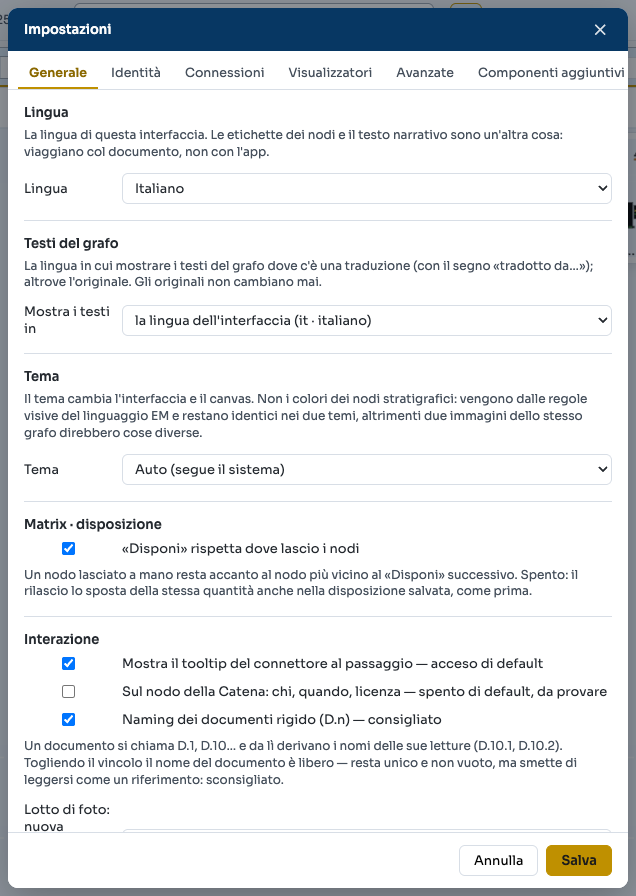 Impostazioni
Generale Identità Connessioni Visualizzatori Avanzate Componenti aggiuntivi
Lingua
La lingua di questa interfaccia. Le etichette dei nodi e il testo narrativo sono un'altra cosa:
viaggiano col documento, non con l'app.
Lingua Italiano
Testi del grafo
La lingua in cui mostrare i testi del grafo dove c'è una traduzione (con il segno «tradotto da…»);
altrove l'originale. Gli originali non cambiano mai.
Mostra i testi
in
la lingua dell'interfaccia (it · italiano)
Tema
Il tema cambia l'interfaccia e il canvas. Non i colori dei nodi stratigrafici: vengono dalle regole
visive del linguaggio EM e restano identici nei due temi, altrimenti due immagini dello stesso
grafo direbbero cose diverse.
Tema Auto (segue il sistema)
Matrix · disposizione
«Disponi» rispetta dove lascio i nodi
Un nodo lasciato a mano resta accanto al nodo più vicino al «Disponi» successivo. Spento: il
rilascio lo sposta della stessa quantità anche nella disposizione salvata, come prima.
Interazione
Mostra il tooltip del connettore al passaggio — acceso di default
Sul nodo della Catena: chi, quando, licenza — spento di default, da provare
Naming dei documenti rigido (D.n) — consigliato
Un documento si chiama D.1, D.10… e da lì derivano i nomi delle sue letture (D.10.1, D.10.2).
Togliendo il vincolo il nome del documento è libero — resta unico e non vuoto, ma smette di
leggersi come un riferimento: sconsigliato.
Lotto di foto:
nuova
Annulla Salva